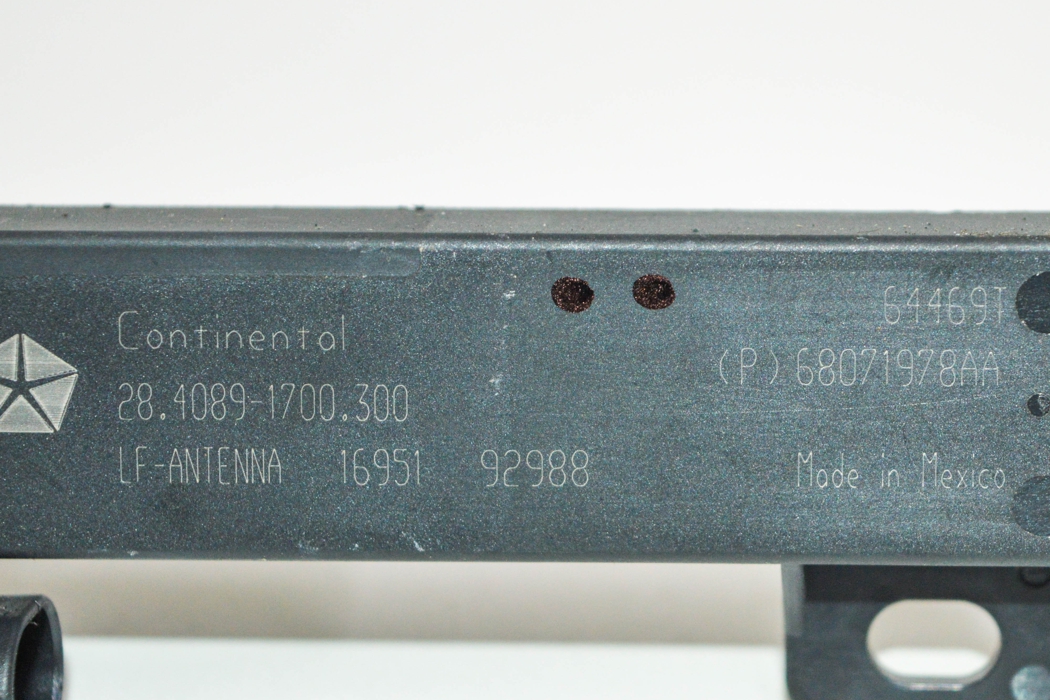 64469T
Continental
(P) 68071978AA
28.4089-1700.300
LF-ANTENNA 16951 92988
Made in Mexico